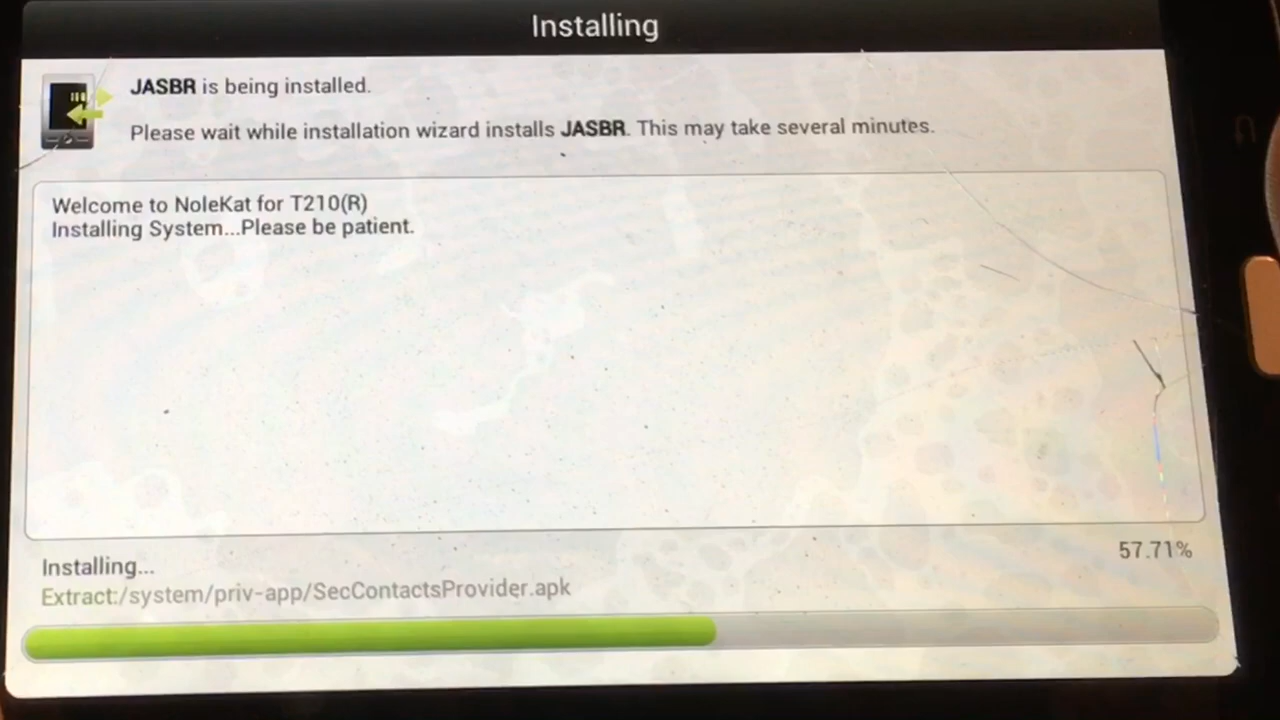 Installing
JASBR is being installed.
Please wait while installation wizard installs JASBR. This may take several minutes.
Welcome to NoleKat for T210(R)
Installing System...Please be patient.
57.71%
Installing...
Extract:/system/priv-app/SecContactsProvider.apk